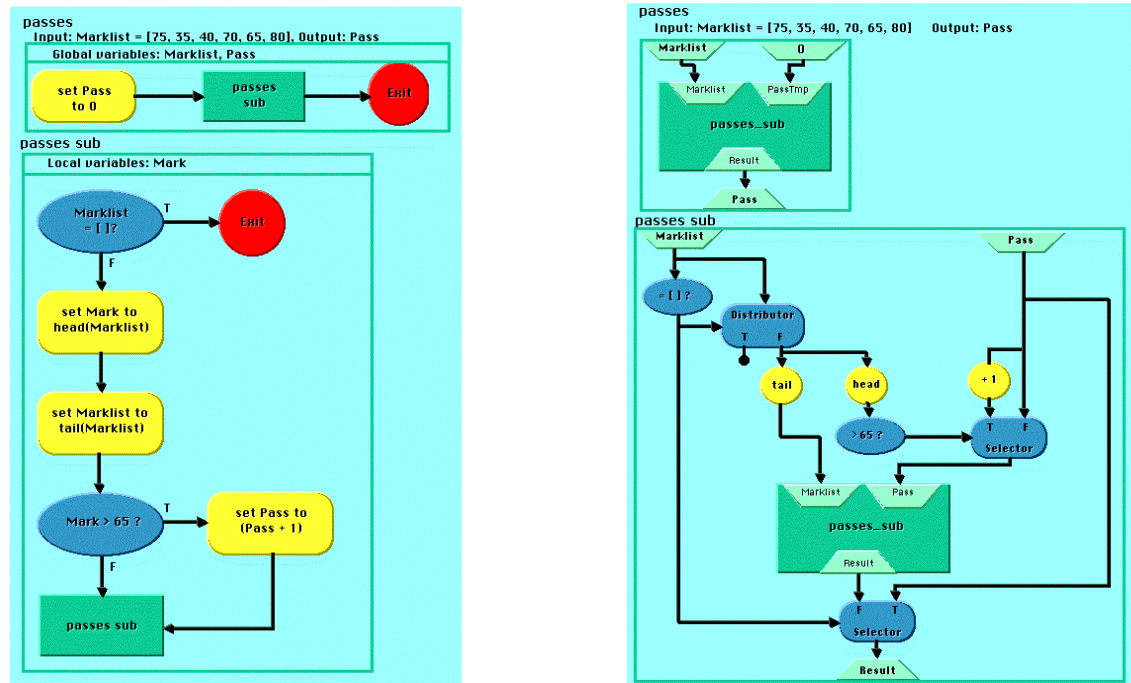 passes
Input: Marklist = [75, 35, 40, 70, 65, 80], Output: Pass
Global variables: Marklist, Pass
set Pass
to 0
passes
sub
Exit
passes sub
Local variables: Mark
Marklist
= [ ]?
T
Exit
F
set Mark to
head(Marklist)
set Marklist to
tail(Marklist)
Mark > 65 ?
T
set Pass to
(Pass + 1)
F
passes sub
passes
Input: Marklist = [75, 35, 40, 70, 65, 80] Output: Pass
Marklist
0
Marklist
PassTmp
passes_sub
Result
Pass
passes sub
Marklist
Pass
= [ ] ?
Distributor
T F
tail
head
+ 1
> 65 ?
T F
Selector
Marklist
Pass
passes_sub
Result
F T
Selector
Result